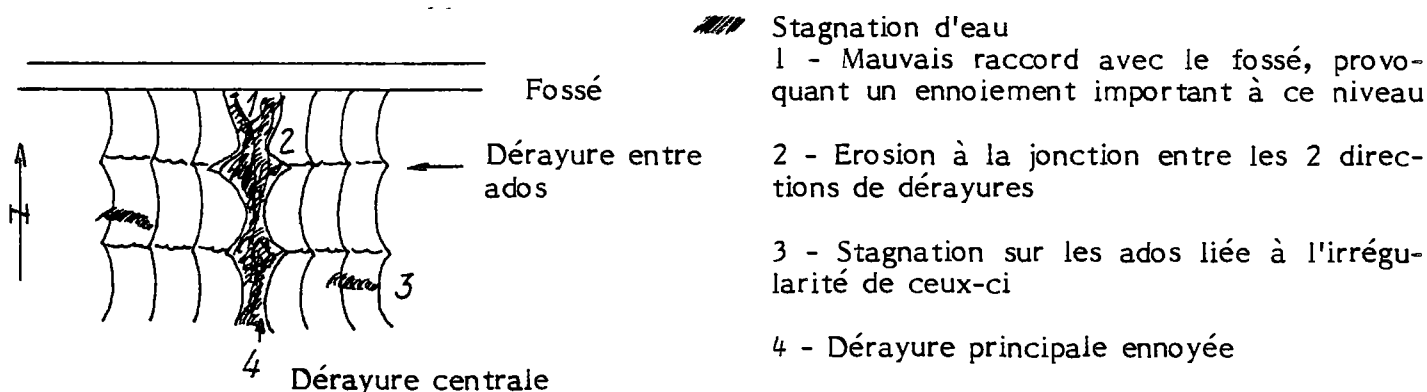 Stagnation d'eau
1 - Mauvais raccord avec le fossé, provo-
quant un ennoiement important à ce niveau
2 - Erosion à la jonction entre les 2 direc-
tions de dérayures
3 - Stagnation sur les ados liée à l'irrégu-
larité de ceux-ci
4 - Dérayure principale ennoyée
Fossé
Dérayure entre
ados
N
1
2
3
4
Dérayure centrale